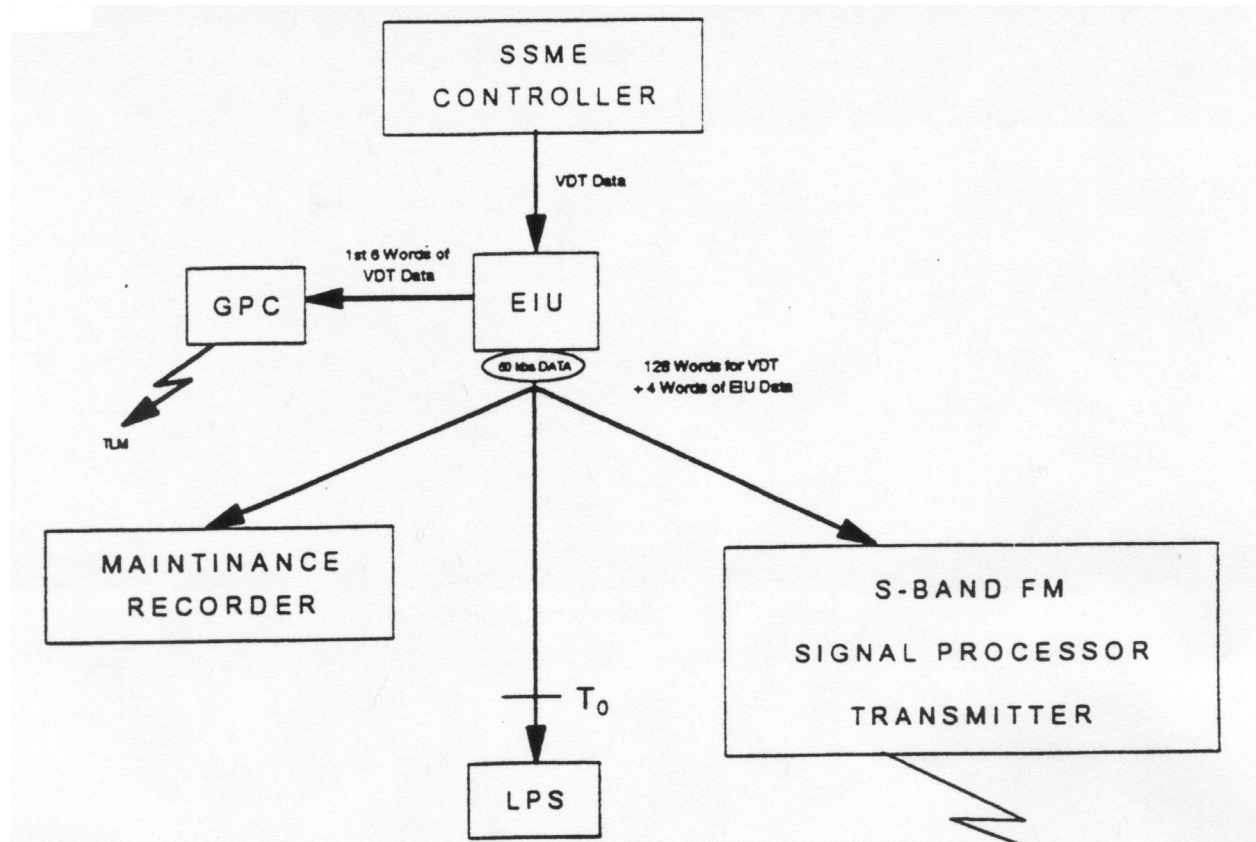 SSME
CONTROLLER
VDT Data
1st 6 Words of
VDT Data
GPC
EIU
60 kbs DATA
128 Words for VDT
+ 4 Words of EIU Data
TLM
MAINTINANCE
RECORDER
S-BAND FM
SIGNAL PROCESSOR
TRANSMITTER
T₀
LPS